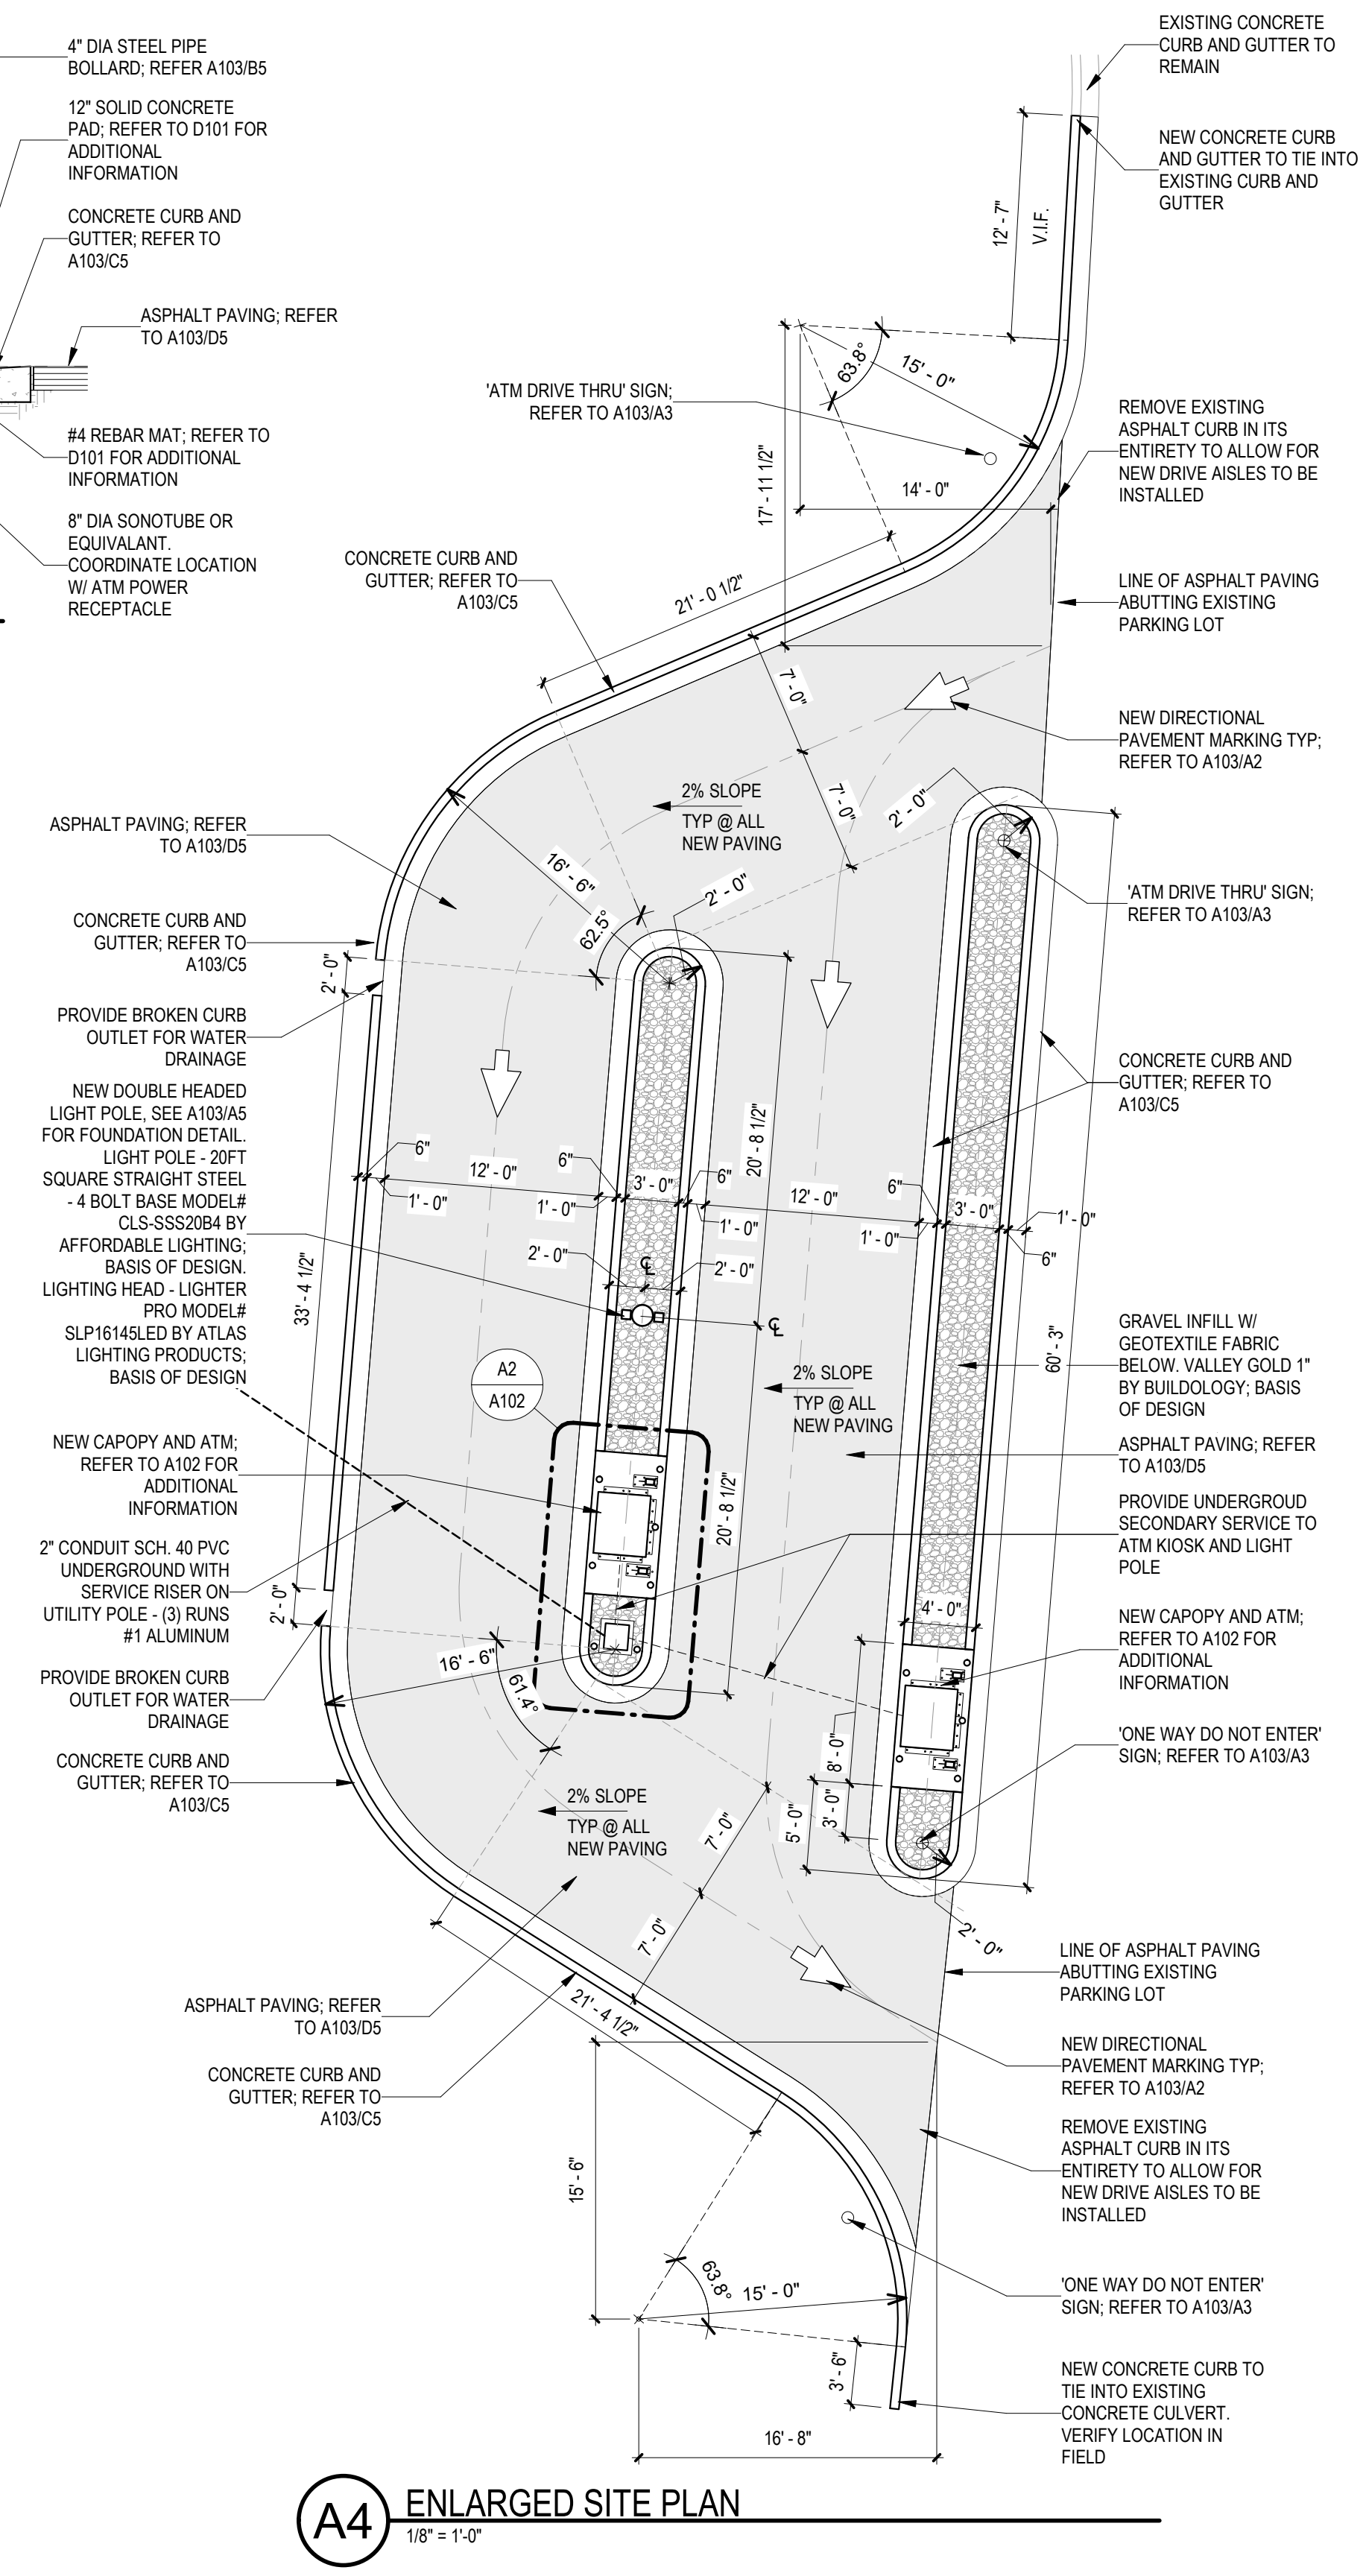 4" DIA STEEL PIPE
BOLLARD; REFER A103/B5
12" SOLID CONCRETE
PAD; REFER TO D101 FOR
ADDITIONAL
INFORMATION
CONCRETE CURB AND
GUTTER; REFER TO
A103/C5
ASPHALT PAVING; REFER
TO A103/D5
#4 REBAR MAT; REFER TO
D101 FOR ADDITIONAL
INFORMATION
8" DIA SONOTUBE OR
EQUIVALANT.
COORDINATE LOCATION
W/ ATM POWER
RECEPTACLE
EXISTING CONCRETE
CURB AND GUTTER TO
REMAIN
NEW CONCRETE CURB
AND GUTTER TO TIE INTO
EXISTING CURB AND
GUTTER
12' - 7"
V.I.F.
63.8°
15' - 0"
'ATM DRIVE THRU' SIGN;
REFER TO A103/A3
17' - 11 1/2"
14' - 0"
REMOVE EXISTING
ASPHALT CURB IN ITS
ENTIRETY TO ALLOW FOR
NEW DRIVE AISLES TO BE
INSTALLED
CONCRETE CURB AND
GUTTER; REFER TO
A103/C5
21' - 0 1/2"
LINE OF ASPHALT PAVING
ABUTTING EXISTING
PARKING LOT
7' - 0"
7' - 0"
NEW DIRECTIONAL
PAVEMENT MARKING TYP;
REFER TO A103/A2
2% SLOPE
TYP @ ALL
NEW PAVING
2' - 0"
ASPHALT PAVING; REFER
TO A103/D5
16' - 6"
62.5°
2' - 0"
'ATM DRIVE THRU' SIGN;
REFER TO A103/A3
CONCRETE CURB AND
GUTTER; REFER TO
A103/C5
2' - 0"
PROVIDE BROKEN CURB
OUTLET FOR WATER
DRAINAGE
CONCRETE CURB AND
GUTTER; REFER TO
A103/C5
NEW DOUBLE HEADED
LIGHT POLE, SEE A103/A5
FOR FOUNDATION DETAIL.
LIGHT POLE - 20FT
SQUARE STRAIGHT STEEL
- 4 BOLT BASE MODEL#
CLS-SSS20B4 BY
AFFORDABLE LIGHTING;
BASIS OF DESIGN.
LIGHTING HEAD - LIGHTER
PRO MODEL#
SLP16145LED BY ATLAS
LIGHTING PRODUCTS;
BASIS OF DESIGN
33' - 4 1/2"
20' - 8 1/2"
6"
12' - 0"
1' - 0"
6"
1' - 0"
3' - 0"
6"
1' - 0"
12' - 0"
6"
1' - 0"
3' - 0"
1' - 0"
6"
2' - 0"
2' - 0"
℄
℄
60' - 3"
GRAVEL INFILL W/
GEOTEXTILE FABRIC
BELOW. VALLEY GOLD 1"
BY BUILDOLOGY; BASIS
OF DESIGN
A2
A102
2% SLOPE
TYP @ ALL
NEW PAVING
NEW CAPOPY AND ATM;
REFER TO A102 FOR
ADDITIONAL
INFORMATION
ASPHALT PAVING; REFER
TO A103/D5
20' - 8 1/2"
PROVIDE UNDERGROUD
SECONDARY SERVICE TO
ATM KIOSK AND LIGHT
POLE
2" CONDUIT SCH. 40 PVC
UNDERGROUND WITH
SERVICE RISER ON
UTILITY POLE - (3) RUNS
#1 ALUMINUM
2' - 0"
4' - 0"
NEW CAPOPY AND ATM;
REFER TO A102 FOR
ADDITIONAL
INFORMATION
16' - 6"
61.4°
PROVIDE BROKEN CURB
OUTLET FOR WATER
DRAINAGE
8' - 0"
3' - 0"
5' - 0"
'ONE WAY DO NOT ENTER'
SIGN; REFER TO A103/A3
CONCRETE CURB AND
GUTTER; REFER TO
A103/C5
2% SLOPE
TYP @ ALL
NEW PAVING
7' - 0"
7' - 0"
2' - 0"
LINE OF ASPHALT PAVING
ABUTTING EXISTING
PARKING LOT
ASPHALT PAVING; REFER
TO A103/D5
21' - 4 1/2"
NEW DIRECTIONAL
PAVEMENT MARKING TYP;
REFER TO A103/A2
CONCRETE CURB AND
GUTTER; REFER TO
A103/C5
REMOVE EXISTING
ASPHALT CURB IN ITS
ENTIRETY TO ALLOW FOR
NEW DRIVE AISLES TO BE
INSTALLED
15' - 6"
63.8°
15' - 0"
'ONE WAY DO NOT ENTER'
SIGN; REFER TO A103/A3
3' - 6"
NEW CONCRETE CURB TO
TIE INTO EXISTING
CONCRETE CULVERT.
VERIFY LOCATION IN
FIELD
16' - 8"
A4
ENLARGED SITE PLAN
1/8" = 1'-0"